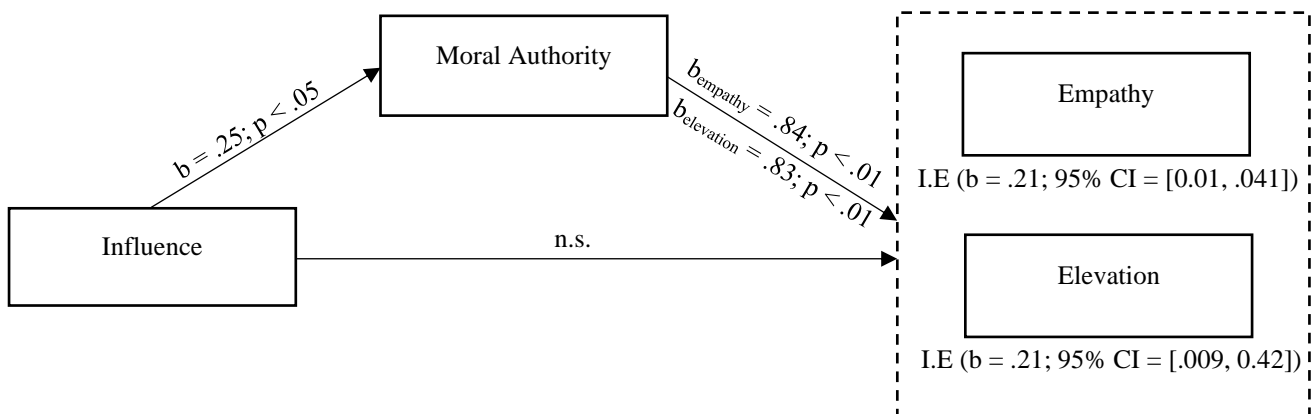 Moral Authority
b = .25; p < .05
b_empathy = .84; p < .01
b_elevation = .83; p < .01
Influence
n.s.
Empathy
I.E (b = .21; 95% CI = [0.01, .041])
Elevation
I.E (b = .21; 95% CI = [.009, 0.42])